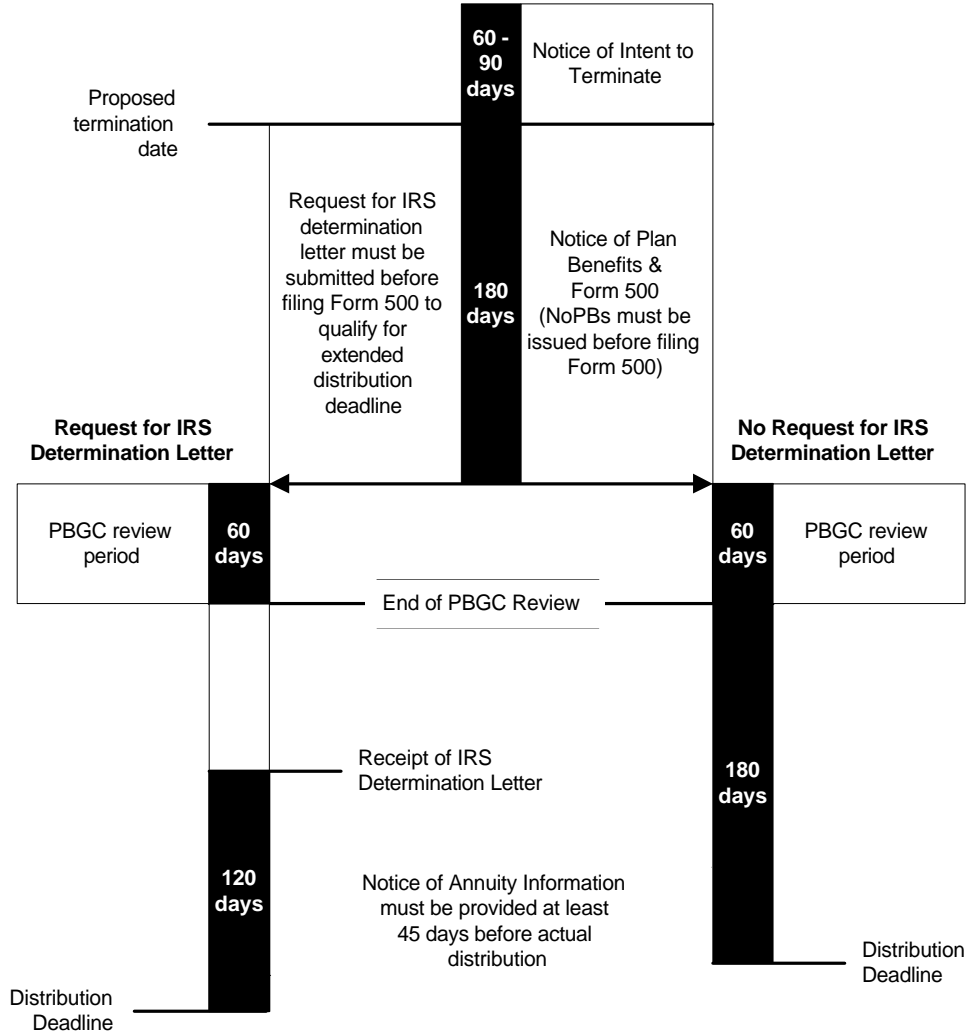 60 -
90
days
Notice of Intent to
Terminate
Proposed
termination
date
Request for IRS
determination
letter must be
submitted before
filing Form 500 to
qualify for
extended
distribution
deadline
180
days
Notice of Plan
Benefits &
Form 500
(NoPBs must be
issued before filing
Form 500)
Request for IRS
Determination Letter
No Request for IRS
Determination Letter
PBGC review
period
60
days
60
days
PBGC review
period
End of PBGC Review
Receipt of IRS
Determination Letter
180
days
120
days
Notice of Annuity Information
must be provided at least
45 days before actual
distribution
Distribution
Deadline
Distribution
Deadline